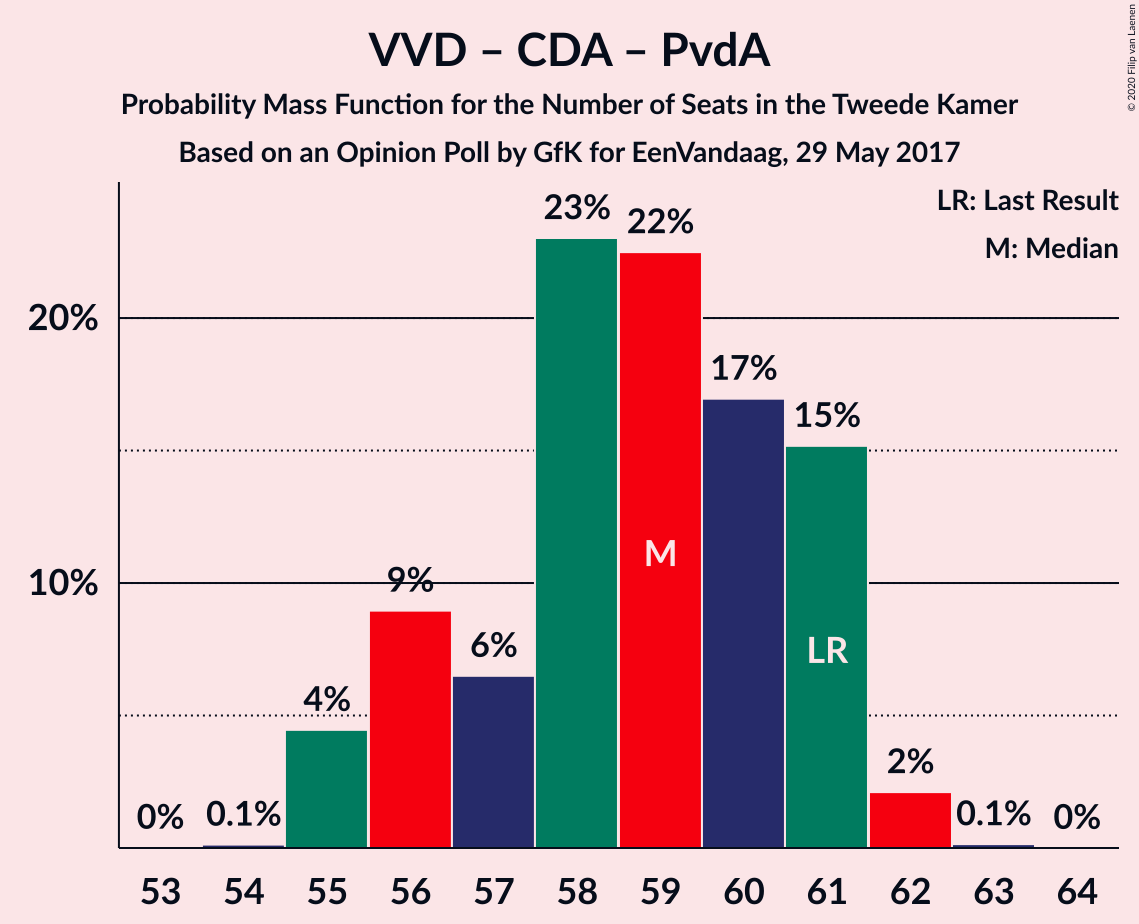 VVD – CDA – PvdA
Probability Mass Function for the Number of Seats in the Tweede Kamer
Based on an Opinion Poll by GfK for EenVandaag, 29 May 2017
© 2020 Filip van Laenen
LR: Last Result
M: Median
20%
10%
0%
0.1%
4%
9%
6%
23%
22%
17%
15%
2%
0.1%
0%
M
LR
53 54 55 56 57 58 59 60 61 62 63 64